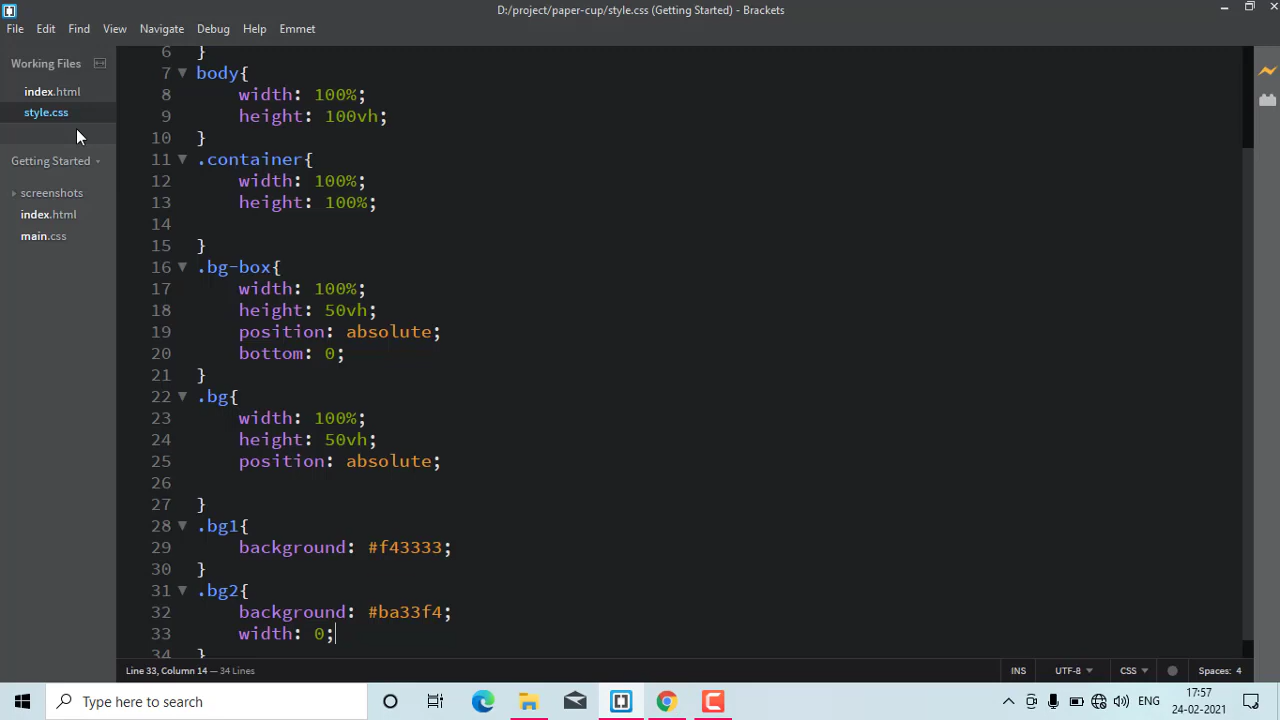 D:/project/paper-cup/style.css (Getting Started) - Brackets
File Edit Find View Navigate Debug Help Emmet
Working Files
index.html
style.css
Getting Started
screenshots
index.html
main.css
6 }
7 body{
8 width: 100%;
9 height: 100vh;
10 }
11 .container{
12 width: 100%;
13 height: 100%;
14
15 }
16 .bg-box{
17 width: 100%;
18 height: 50vh;
19 position: absolute;
20 bottom: 0;
21 }
22 .bg{
23 width: 100%;
24 height: 50vh;
25 position: absolute;
26
27 }
28 .bg1{
29 background: #f43333;
30 }
31 .bg2{
32 background: #ba33f4;
33 width: 0;
34 }
Line 33, Column 14 — 34 Lines
INS UTF-8 CSS Spaces: 4
Type here to search
ENG
17:57
24-02-2021